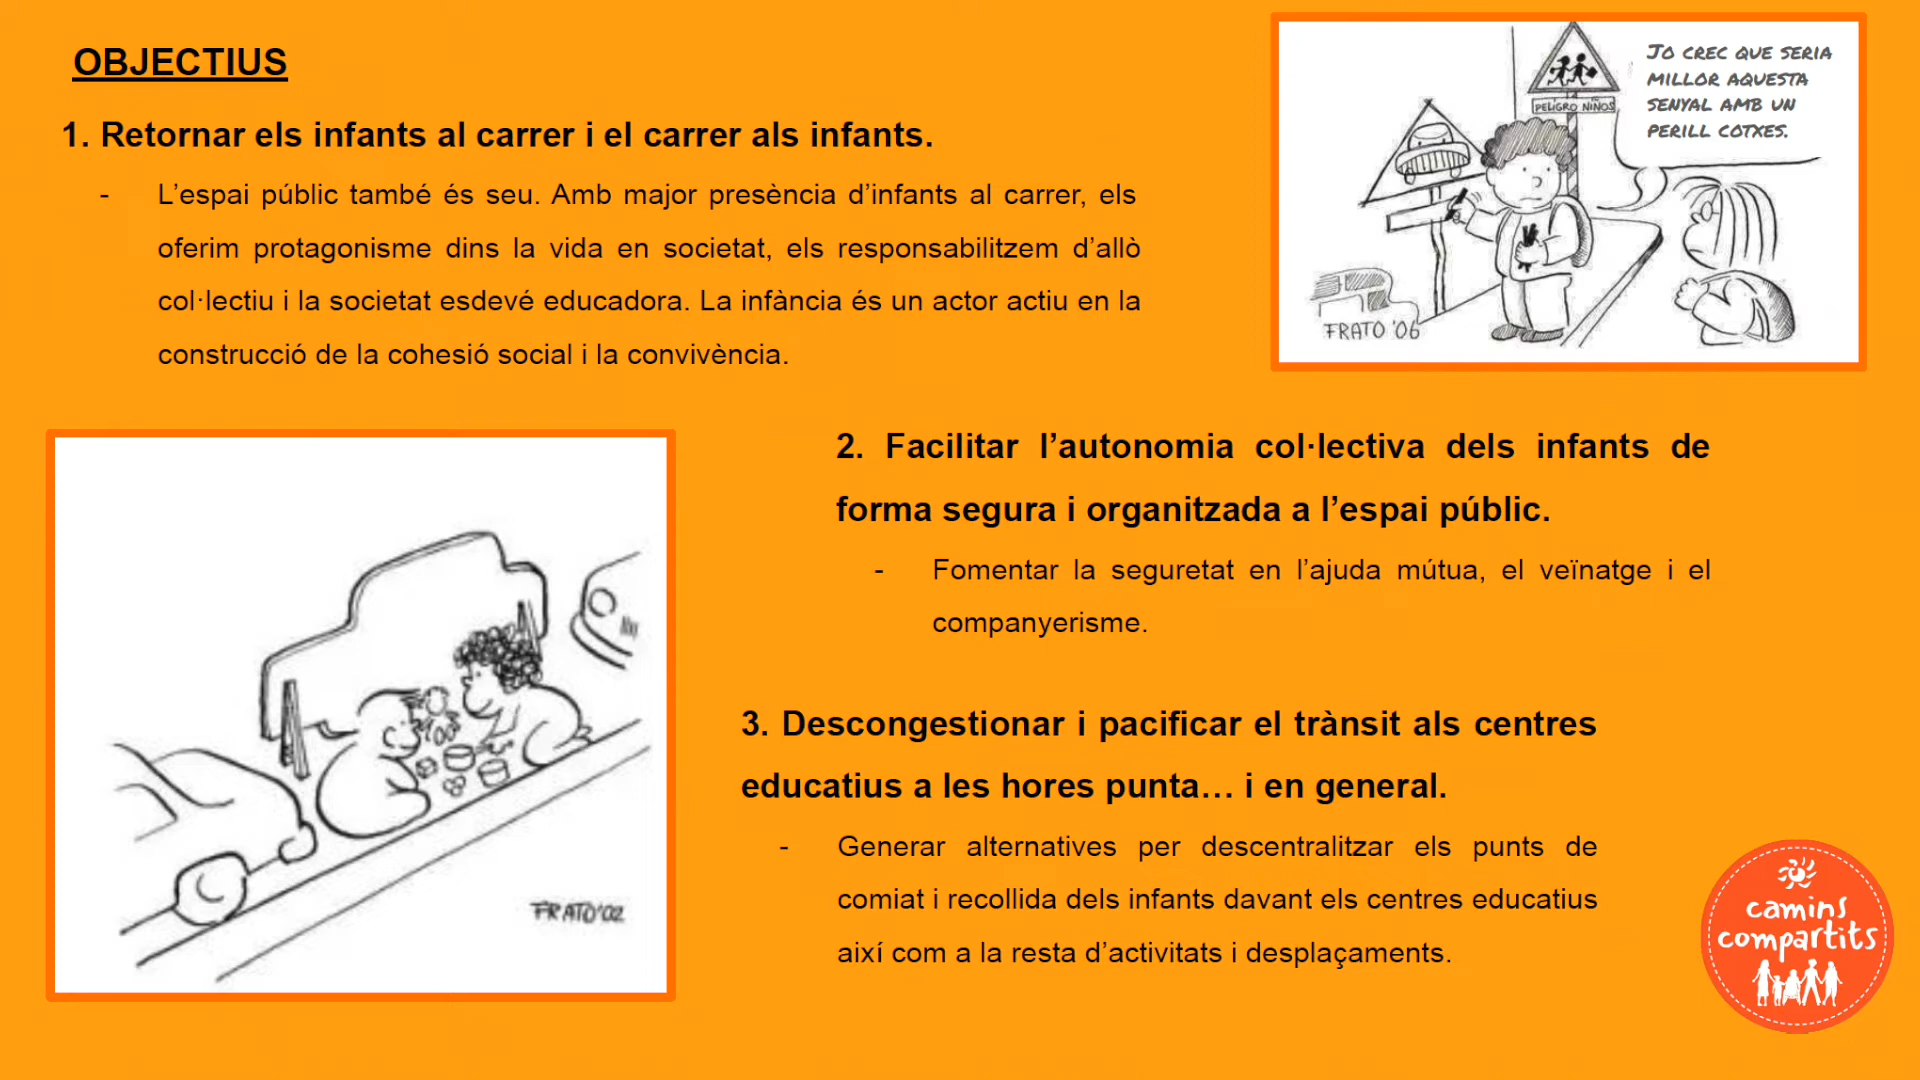 OBJECTIUS
1. Retornar els infants al carrer i el carrer als infants.
- L’espai públic també és seu. Amb major presència d’infants al carrer, els
oferim protagonisme dins la vida en societat, els responsabilitzem d’allò
col·lectiu i la societat esdevé educadora. La infància és un actor actiu en la
construcció de la cohesió social i la convivència.
PELIGRO NIÑOS
JO CREC QUE SERIA
MILLOR AQUESTA
SENYAL AMB UN
PERILL COTXES.
FRATO '06
2. Facilitar l’autonomia col·lectiva dels infants de
forma segura i organitzada a l’espai públic.
- Fomentar la seguretat en l’ajuda mútua, el veïnatge i el
companyerisme.
FRATO'02
3. Descongestionar i pacificar el trànsit als centres
educatius a les hores punta… i en general.
- Generar alternatives per descentralitzar els punts de
comiat i recollida dels infants davant els centres educatius
així com a la resta d’activitats i desplaçaments.
camins
compartits